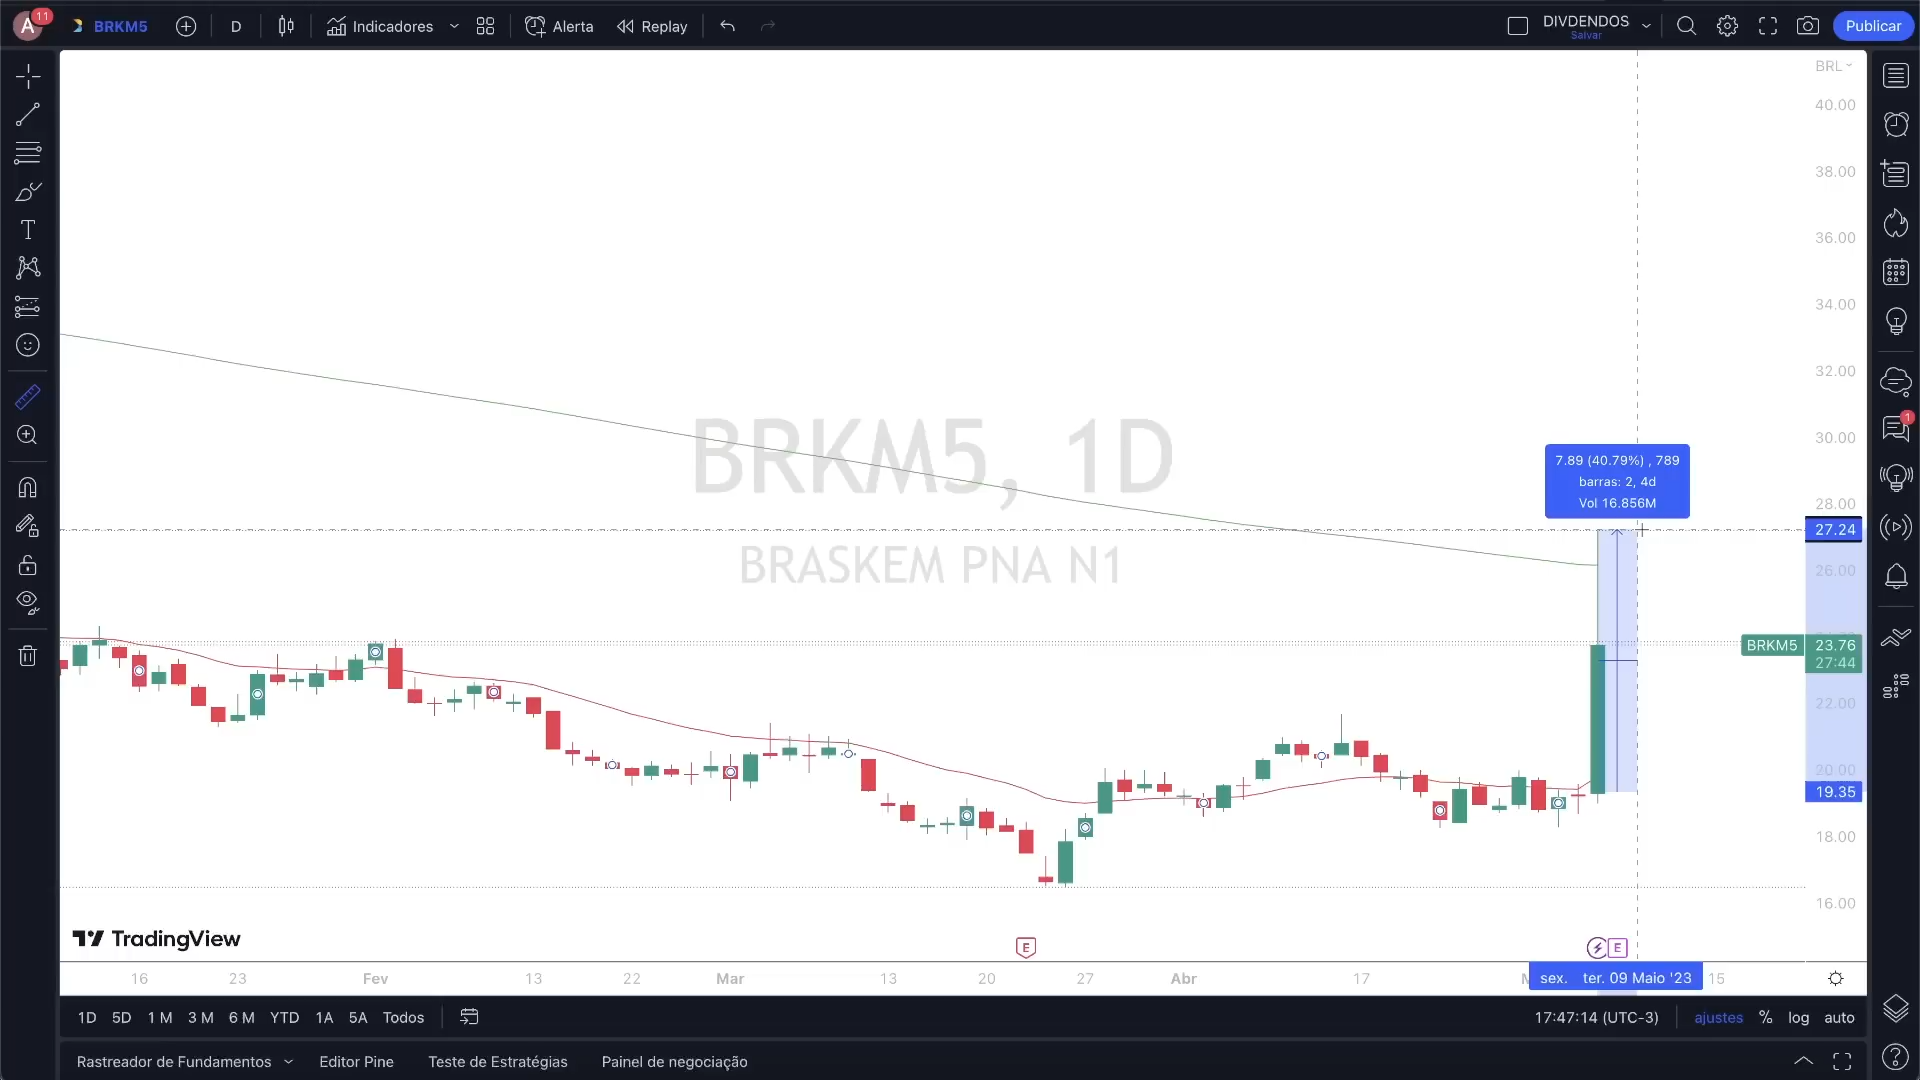 A
11
BRKM5
D
Indicadores
Alerta
Replay
DIVDENDOS
Salvar
Publicar
BRL
40.00
38.00
36.00
34.00
32.00
30.00
28.00
27.24
26.00
BRKM5
23.76
27:44
22.00
20.00
19.35
18.00
16.00
BRKM5, 1D
BRASKEM PNA N1
7.89 (40.79%) , 789
barras: 2, 4d
Vol 16.856M
1
TradingView
E
E
16
23
Fev
13
22
Mar
13
20
27
Abr
17
sex.
ter. 09 Maio '23
15
1D
5D
1 M
3 M
6 M
YTD
1A
5A
Todos
17:47:14 (UTC-3)
ajustes
%
log
auto
Rastreador de Fundamentos
Editor Pine
Teste de Estratégias
Painel de negociação